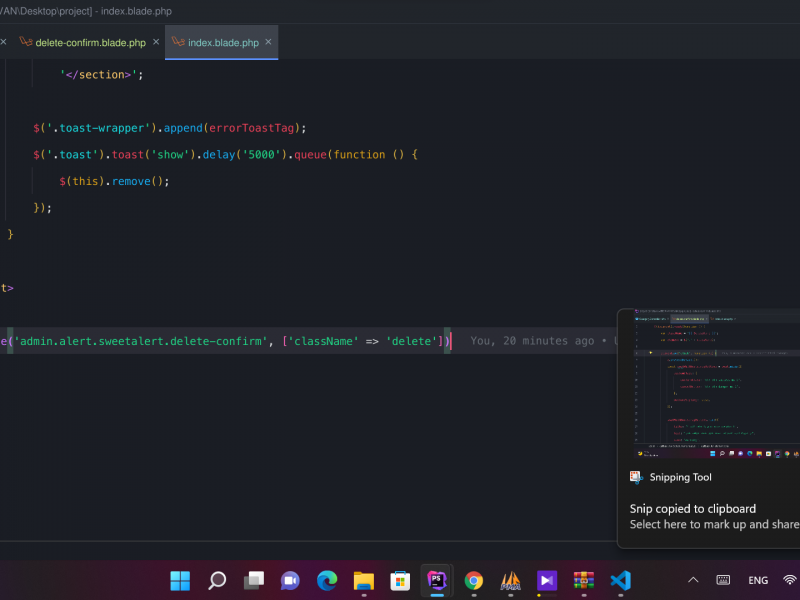 VAN\Desktop\project] - index.blade.php
delete-confirm.blade.php
index.blade.php
'</section>';
$('.toast-wrapper').append(errorToastTag);
$('.toast').toast('show').delay('5000').queue(function () {
$(this).remove();
});
}
t>
e('admin.alert.sweetalert.delete-confirm', ['className' => 'delete'])
You, 20 minutes ago •
Snipping Tool
Snip copied to clipboard
Select here to mark up and share
PS
ENG